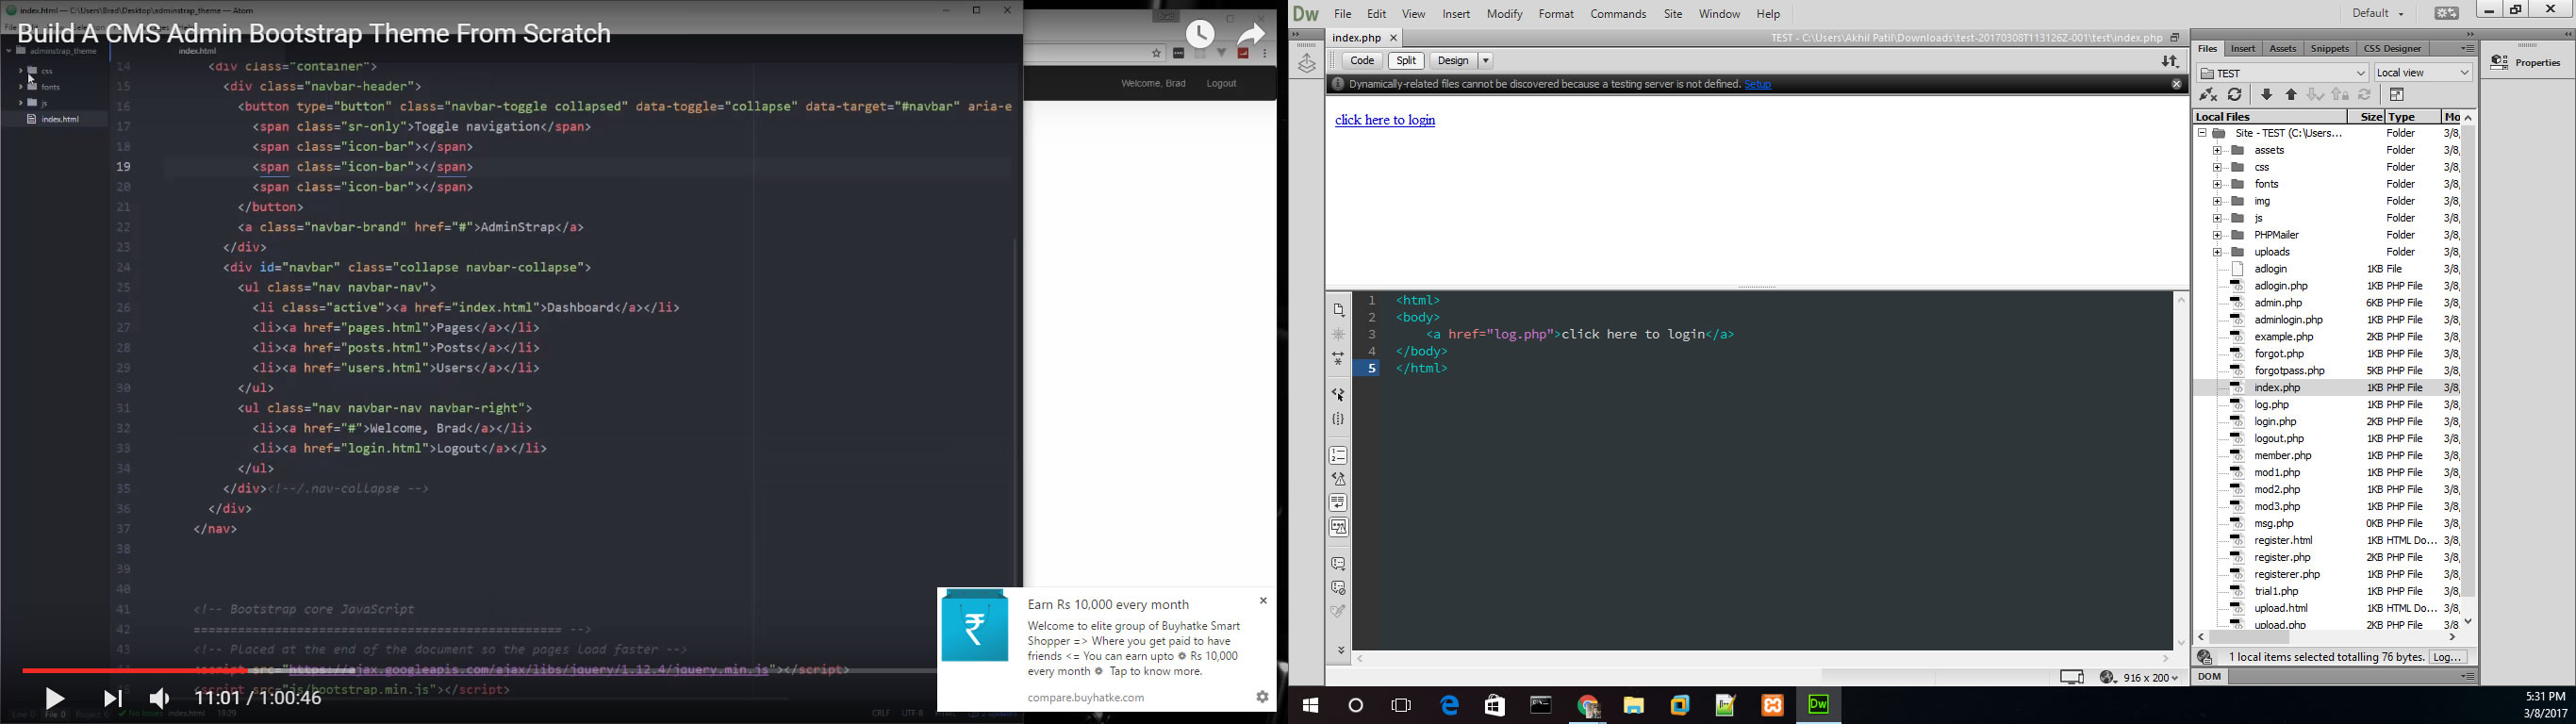 index.html — C:\Users\Brad\Desktop\adminstrap_theme — Atom
Build A CMS Admin Bootstrap Theme From Scratch
adminstrap_theme
index.html
css
fonts
js
index.html
14 <div class="container">
15 <div class="navbar-header">
16 <button type="button" class="navbar-toggle collapsed" data-toggle="collapse" data-target="#navbar" aria-e
17 <span class="sr-only">Toggle navigation</span>
18 <span class="icon-bar"></span>
19 <span class="icon-bar"></span>
20 <span class="icon-bar"></span>
21 </button>
22 <a class="navbar-brand" href="#">AdminStrap</a>
23 </div>
24 <div id="navbar" class="collapse navbar-collapse">
25 <ul class="nav navbar-nav">
26 <li class="active"><a href="index.html">Dashboard</a></li>
27 <li><a href="pages.html">Pages</a></li>
28 <li><a href="posts.html">Posts</a></li>
29 <li><a href="users.html">Users</a></li>
30 </ul>
31 <ul class="nav navbar-nav navbar-right">
32 <li><a href="#">Welcome, Brad</a></li>
33 <li><a href="login.html">Logout</a></li>
34 </ul>
35 </div><!--/.nav-collapse -->
36 </div>
37 </nav>
38
39
40
41 <!-- Bootstrap core JavaScript
42 ================================================== -->
43 <!-- Placed at the end of the document so the pages load faster -->
<script src="https://ajax.googleapis.com/ajax/libs/jquery/1.12.4/jquery.min.js"></script>
<script src="js/bootstrap.min.js"></script>
11:01 / 1:00:46
File 0 Project 0 No Issues index.html 19:29
CRLF UTF-8 HTML 2 updates
Welcome, Brad Logout
Earn Rs 10,000 every month
Welcome to elite group of Buyhatke Smart
Shopper => Where you get paid to have
friends <= You can earn upto Rs 10,000
every month Tap to know more.
compare.buyhatke.com
Dw File Edit View Insert Modify Format Commands Site Window Help Default
index.php TEST - C:\Users\Akhil Patil\Downloads\test-20170308T113126Z-001\test\index.php
Code Split Design
Dynamically-related files cannot be discovered because a testing server is not defined. Setup
click here to login
1 <html>
2 <body>
3 <a href="log.php">click here to login</a>
4 </body>
5 </html>
916 x 200
Files Insert Assets Snippets CSS Designer
Properties
TEST Local view
Local Files Size Type Mo
Site - TEST (C:\Users... Folder 3/8,
assets Folder 3/8,
css Folder 3/8,
fonts Folder 3/8,
img Folder 3/8,
js Folder 3/8,
PHPMailer Folder 3/8,
uploads Folder 3/8,
adlogin 1KB File 3/8,
adlogin.php 1KB PHP File 3/8,
admin.php 6KB PHP File 3/8,
adminlogin.php 1KB PHP File 3/8,
example.php 2KB PHP File 3/8,
forgot.php 1KB PHP File 3/8,
forgotpass.php 5KB PHP File 3/8,
index.php 1KB PHP File 3/8,
log.php 1KB PHP File 3/8,
login.php 2KB PHP File 3/8,
logout.php 1KB PHP File 3/8,
member.php 1KB PHP File 3/8,
mod1.php 1KB PHP File 3/8,
mod2.php 1KB PHP File 3/8,
mod3.php 1KB PHP File 3/8,
msg.php 0KB PHP File 3/8,
register.html 1KB HTML Do... 3/8,
register.php 2KB PHP File 3/8,
registerer.php 1KB PHP File 3/8,
trial1.php 1KB PHP File 3/8,
upload.html 1KB HTML Do... 3/8,
upload.php 2KB PHP File 3/8,
1 local items selected totalling 76 bytes. Log...
DOM
Dw
5:31 PM
3/8/2017